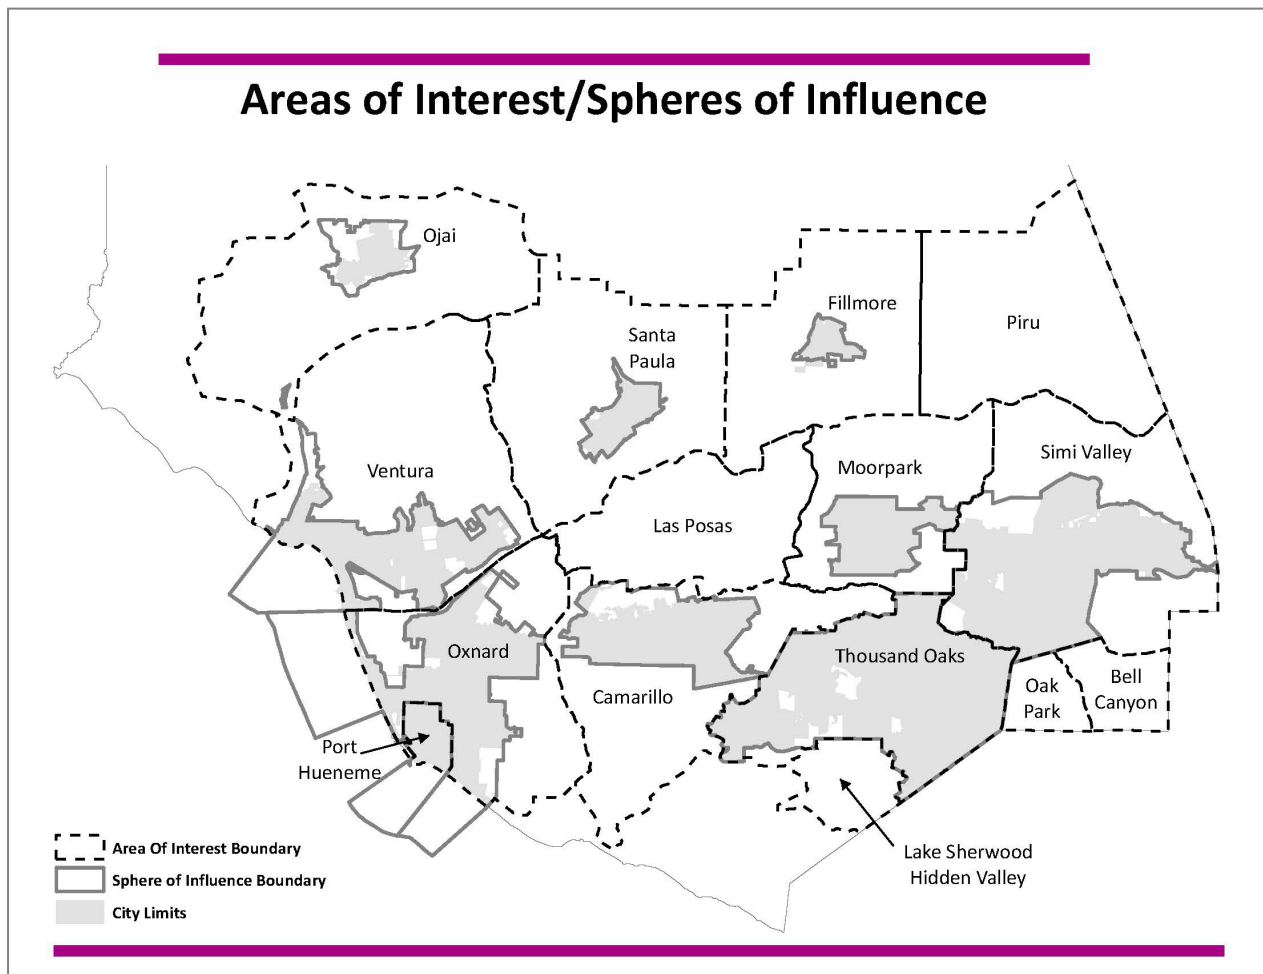 Areas of Interest/Spheres of Influence
Ojai
Fillmore
Piru
Santa
Paula
Ventura
Moorpark
Simi Valley
Las Posas
Oxnard
Thousand Oaks
Camarillo
Oak
Park
Bell
Canyon
Port
Hueneme
Lake Sherwood
Hidden Valley
Area Of Interest Boundary
Sphere of Influence Boundary
City Limits